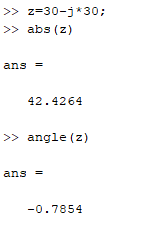 >> z=30-j*30;
>> abs(z)
ans =
42.4264
>> angle(z)
ans =
-0.7854